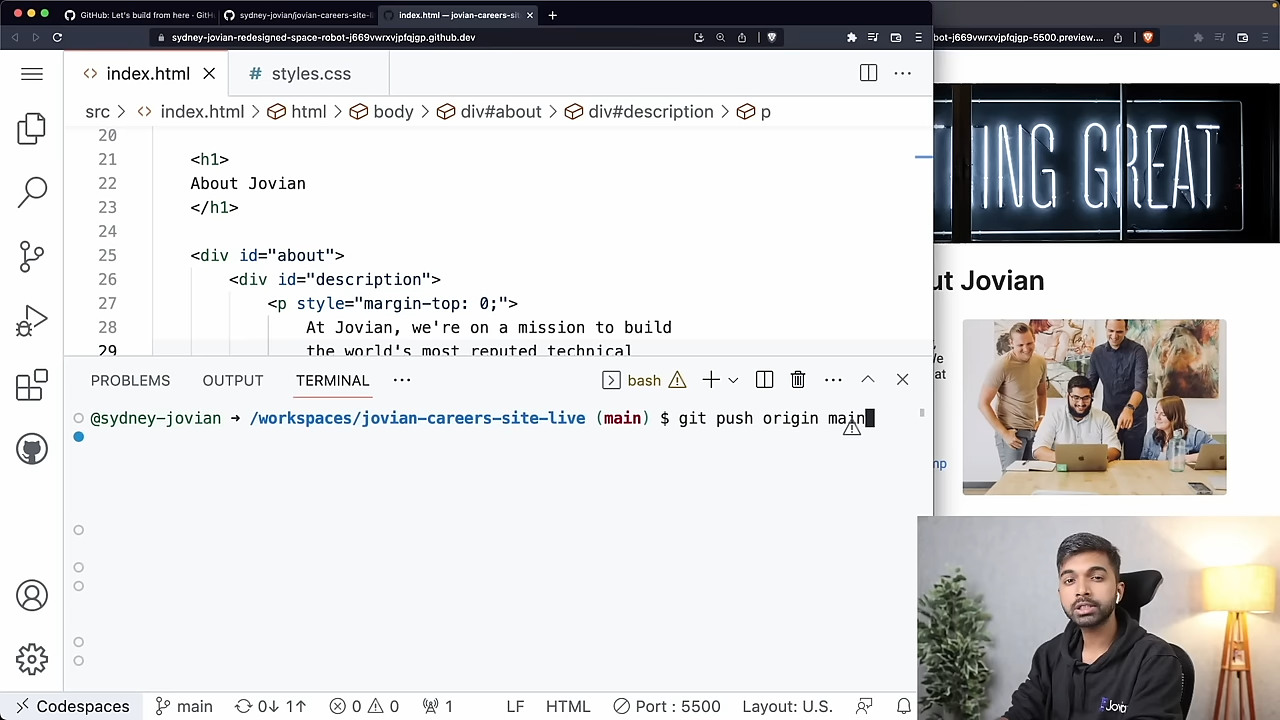 GitHub: Let's build from here · GitH
sydney-jovian/jovian-careers-site-l
index.html — jovian-careers-sit
sydney-jovian-redesigned-space-robot-j669vwrxvjpfqjgp.github.dev
bot-j669vwrxvjpfqjgp-5500.preview....
<> index.html
# styles.css
src > <> index.html > html > body > div#about > div#description > p
20
21 <h1>
22 About Jovian
23 </h1>
24
25 <div id="about">
26 <div id="description">
27 <p style="margin-top: 0;">
28 At Jovian, we're on a mission to build
29 the world's most reputed technical
PROBLEMS OUTPUT TERMINAL ... bash
@sydney-jovian → /workspaces/jovian-careers-site-live (main) $ git push origin main
Codespaces main 0↓ 1↑ 0 0 1 LF HTML Port : 5500 Layout: U.S.
THING GREAT
ut Jovian
at
mp